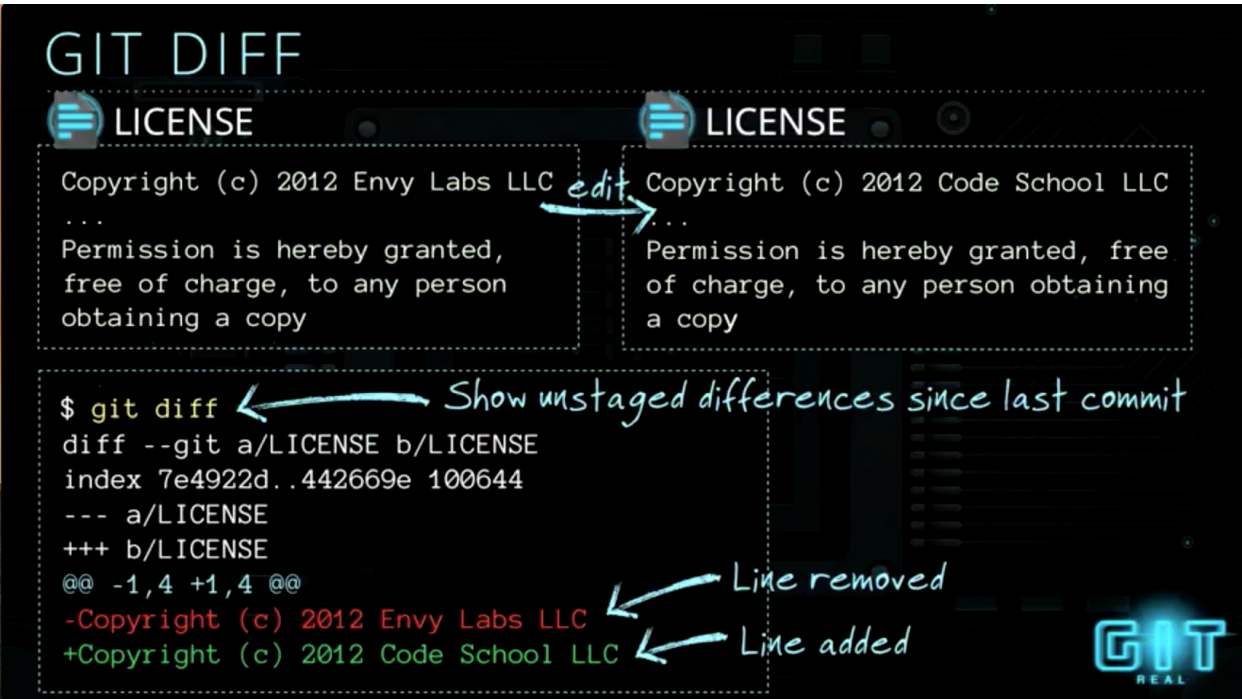 GIT DIFF
LICENSE
Copyright (c) 2012 Envy Labs LLC
...
Permission is hereby granted,
free of charge, to any person
obtaining a copy
edit
LICENSE
Copyright (c) 2012 Code School LLC
...
Permission is hereby granted, free
of charge, to any person obtaining
a copy
$ git diff
Show unstaged differences since last commit
diff --git a/LICENSE b/LICENSE
index 7e4922d..442669e 100644
--- a/LICENSE
+++ b/LICENSE
@@ -1,4 +1,4 @@
-Copyright (c) 2012 Envy Labs LLC
Line removed
+Copyright (c) 2012 Code School LLC
Line added
GIT
REAL